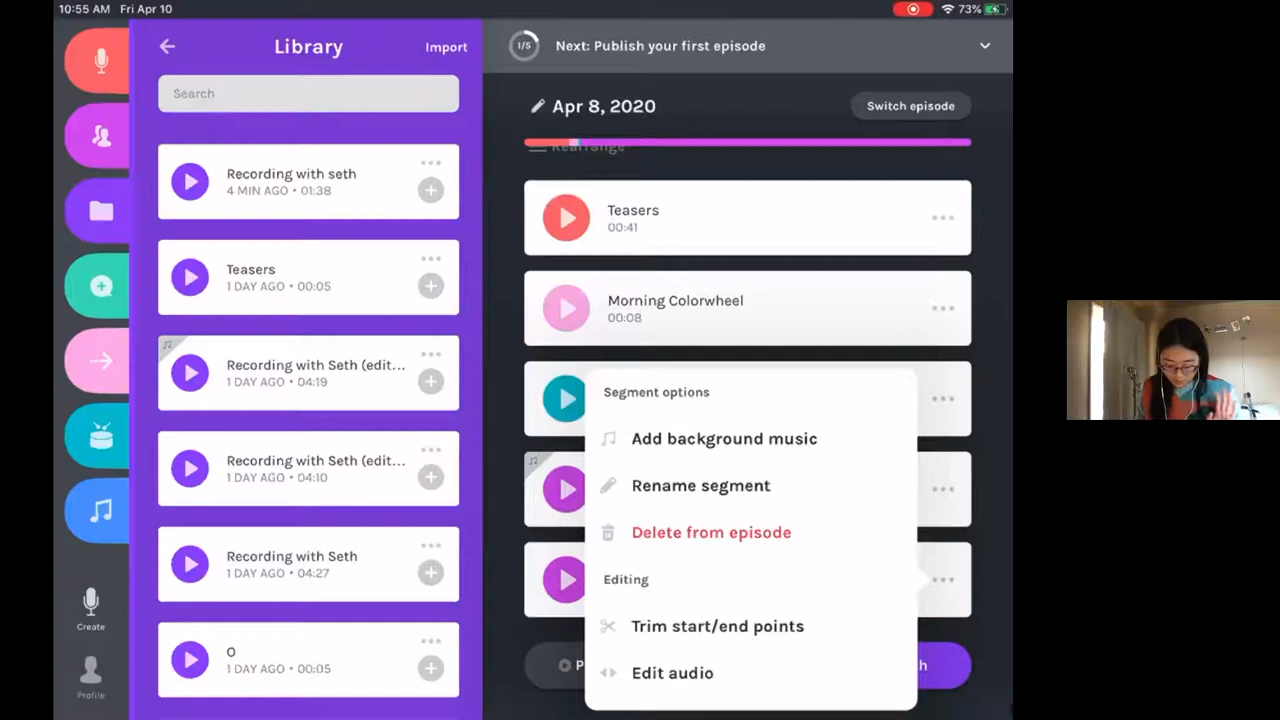 10:55 AM Fri Apr 10
73%
Library
Import
Search
Recording with seth
4 MIN AGO • 01:38
Teasers
1 DAY AGO • 00:05
Recording with Seth (edit...
1 DAY AGO • 04:19
Recording with Seth (edit...
1 DAY AGO • 04:10
Recording with Seth
1 DAY AGO • 04:27
O
1 DAY AGO • 00:05
Create
Profile
1/5
Next: Publish your first episode
Apr 8, 2020
Switch episode
Rearrange
Teasers
00:41
Morning Colorwheel
00:08
Segment options
Add background music
Rename segment
Delete from episode
Editing
Trim start/end points
Edit audio
P
h